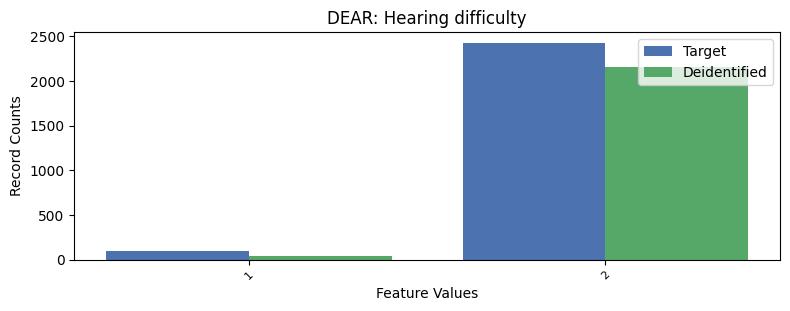 DEAR: Hearing difficulty
Target
Deidentified
Record Counts
2500
2000
1500
1000
500
0
1
2
Feature Values